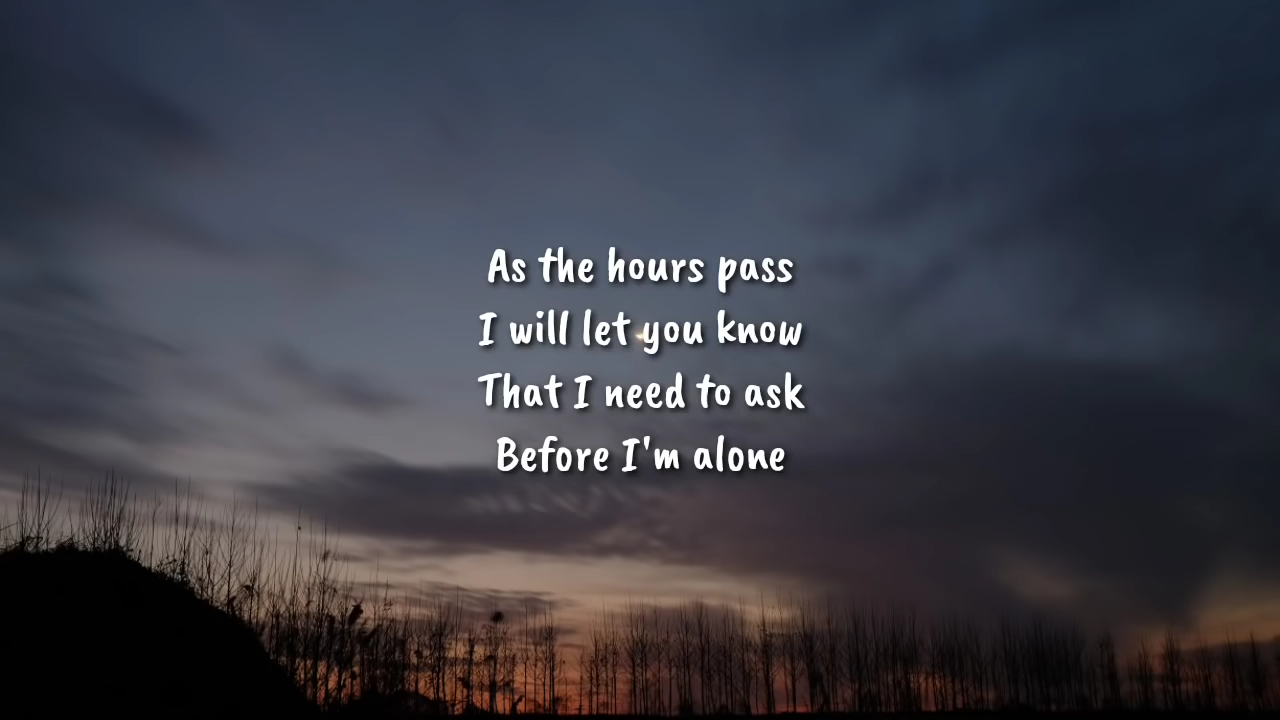 As the hours pass
I will let you know
That I need to ask
Before I'm alone